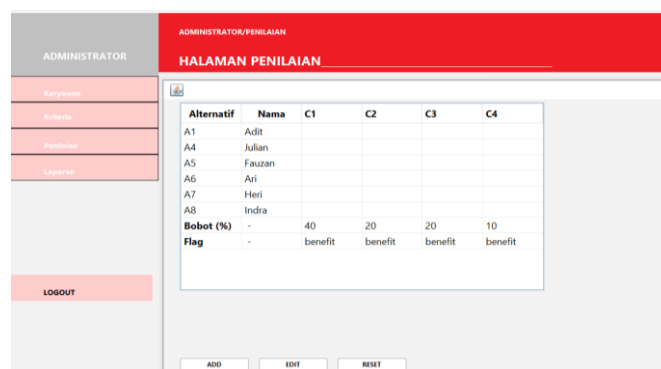 ADMINISTRATOR
ADMINISTRATOR/PENILAIAN
HALAMAN PENILAIAN
Karyawan
Kriteria
Penilaian
Laporan
LOGOUT
Alternatif Nama C1 C2 C3 C4
A1 Adit
A4 Julian
A5 Fauzan
A6 Ari
A7 Heri
A8 Indra
Bobot (%) - 40 20 20 10
Flag - benefit benefit benefit benefit
ADD EDIT RESET